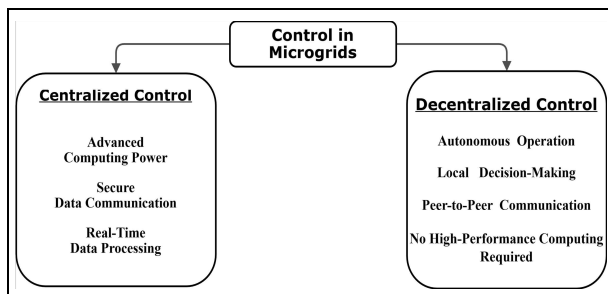 Control in
Microgrids
Centralized Control
Advanced
Computing Power
Secure
Data Communication
Real-Time
Data Processing
Decentralized Control
Autonomous Operation
Local Decision-Making
Peer-to-Peer Communication
No High-Performance Computing
Required